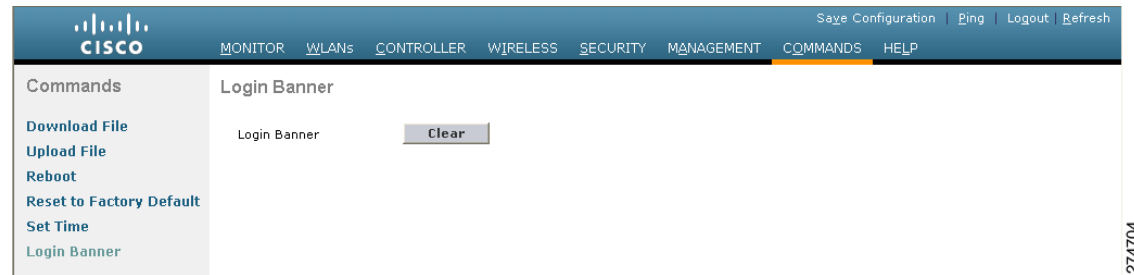 Save Configuration | Ping | Logout | Refresh
CISCO
MONITOR WLANs CONTROLLER WIRELESS SECURITY MANAGEMENT COMMANDS HELP
Commands
Download File
Upload File
Reboot
Reset to Factory Default
Set Time
Login Banner
Login Banner
Login Banner Clear
274704